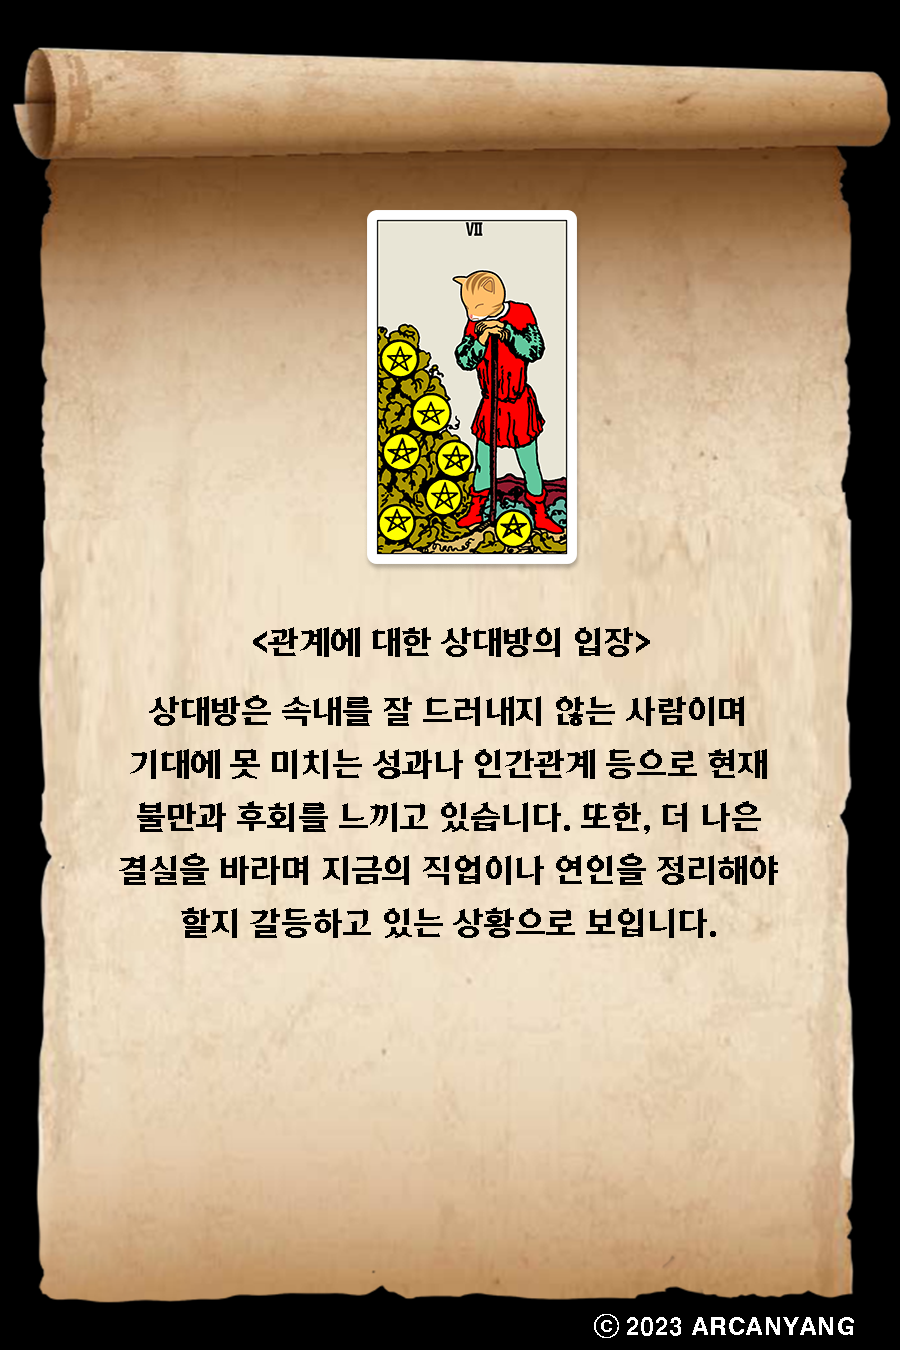 VII
<관계에 대한 상대방의 입장>
상대방은 속내를 잘 드러내지 않는 사람이며
기대에 못 미치는 성과나 인간관계 등으로 현재
불만과 후회를 느끼고 있습니다. 또한, 더 나은
결실을 바라며 지금의 직업이나 연인을 정리해야
할지 갈등하고 있는 상황으로 보입니다.
© 2023 ARCANYANG